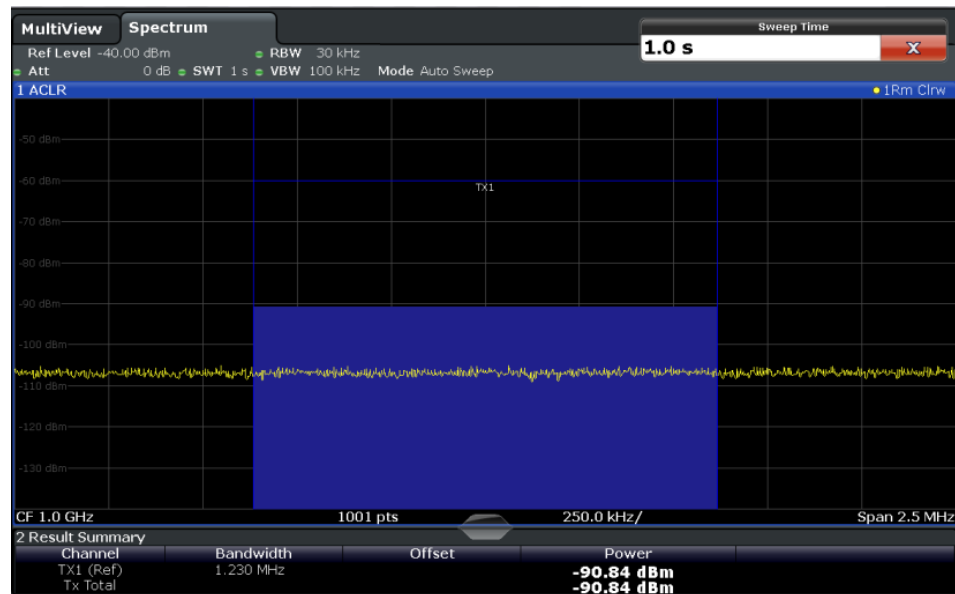 MultiView Spectrum
Sweep Time
1.0 s X
Ref Level -40.00 dBm RBW 30 kHz
Att 0 dB SWT 1 s VBW 100 kHz Mode Auto Sweep
1 ACLR 1Rm Clrw
-50 dBm
-60 dBm
TX1
-70 dBm
-80 dBm
-90 dBm
-100 dBm
-110 dBm
-120 dBm
-130 dBm
CF 1.0 GHz 1001 pts 250.0 kHz/ Span 2.5 MHz
2 Result Summary
Channel Bandwidth Offset Power
TX1 (Ref) 1.230 MHz -90.84 dBm
Tx Total -90.84 dBm